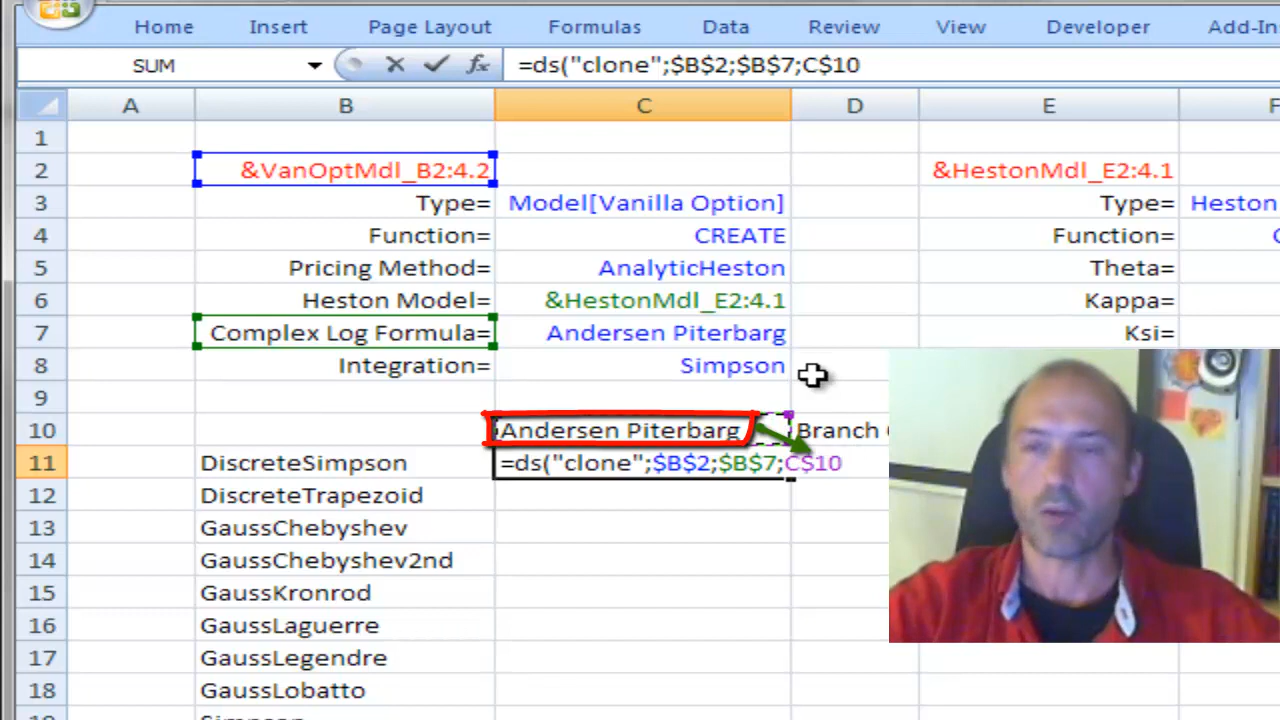 Home Insert Page Layout Formulas Data Review View Developer Add-In
SUM fx =ds("clone";$B$2;$B$7;C$10
A B C D E F
1
2 &VanOptMdl_B2:4.2 &HestonMdl_E2:4.1
3 Type= Model[Vanilla Option] Type= Heston
4 Function= CREATE Function= C
5 Pricing Method= AnalyticHeston Theta=
6 Heston Model= &HestonMdl_E2:4.1 Kappa=
7 Complex Log Formula= Andersen Piterbarg Ksi=
8 Integration= Simpson
9
10 Andersen Piterbarg Branch
11 DiscreteSimpson =ds("clone";$B$2;$B$7;C$10
12 DiscreteTrapezoid
13 GaussChebyshev
14 GaussChebyshev2nd
15 GaussKronrod
16 GaussLaguerre
17 GaussLegendre
18 GaussLobatto
19 Simpson